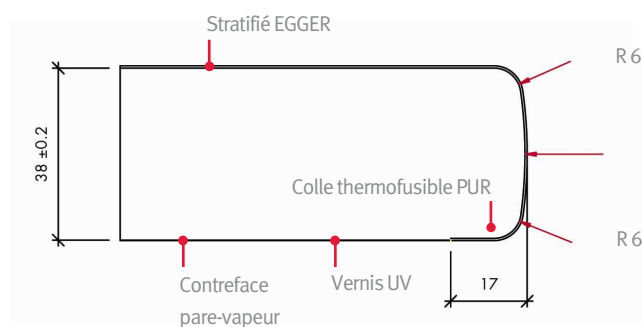 Stratifié EGGER
R 6
38 ±0.2
Colle thermofusible PUR
R 6
Contreface
pare-vapeur
Vernis UV
17